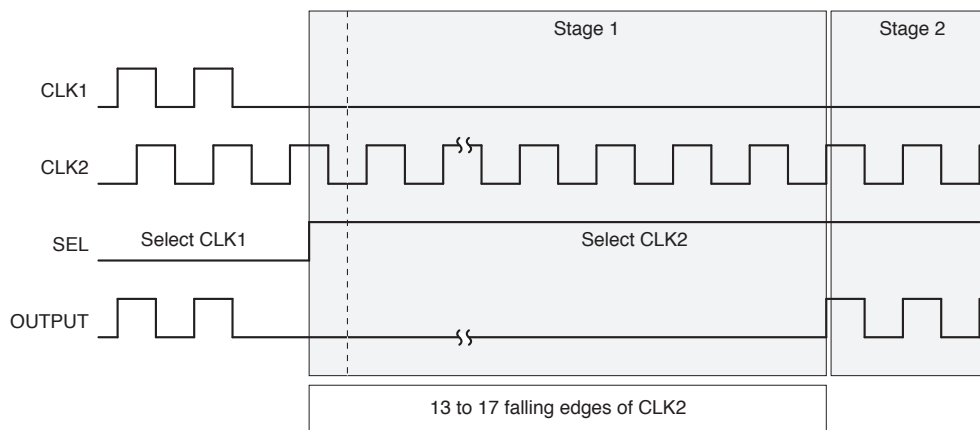 Stage 1
Stage 2
CLK1
CLK2
SEL
Select CLK1
Select CLK2
OUTPUT
13 to 17 falling edges of CLK2